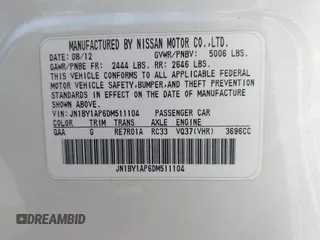 MANUFACTURED BY NISSAN MOTOR CO.,LTD.
DATE: 08/12 GVWR/PNBV: 5006 LBS.
GAWR/PNBE FR: 2444 LBS. RR: 2646 LBS.
THIS VEHICLE CONFORMS TO ALL APPLICABLE FEDERAL
MOTOR VEHICLE SAFETY,BUMPER,AND THEFT PREVENTION
STANDARDS IN EFFECT ON THE DATE OF MANUFACTURE
SHOWN ABOVE.
VIN: JN1BY1AP6DM511104 PASSENGER CAR
COLOR TRIM TRANS AXLE ENGINE
QAA G RE7R01A RC33 VQ37(VHR) 3696CC
JN1BY1AP6DM511104
DREAMBID